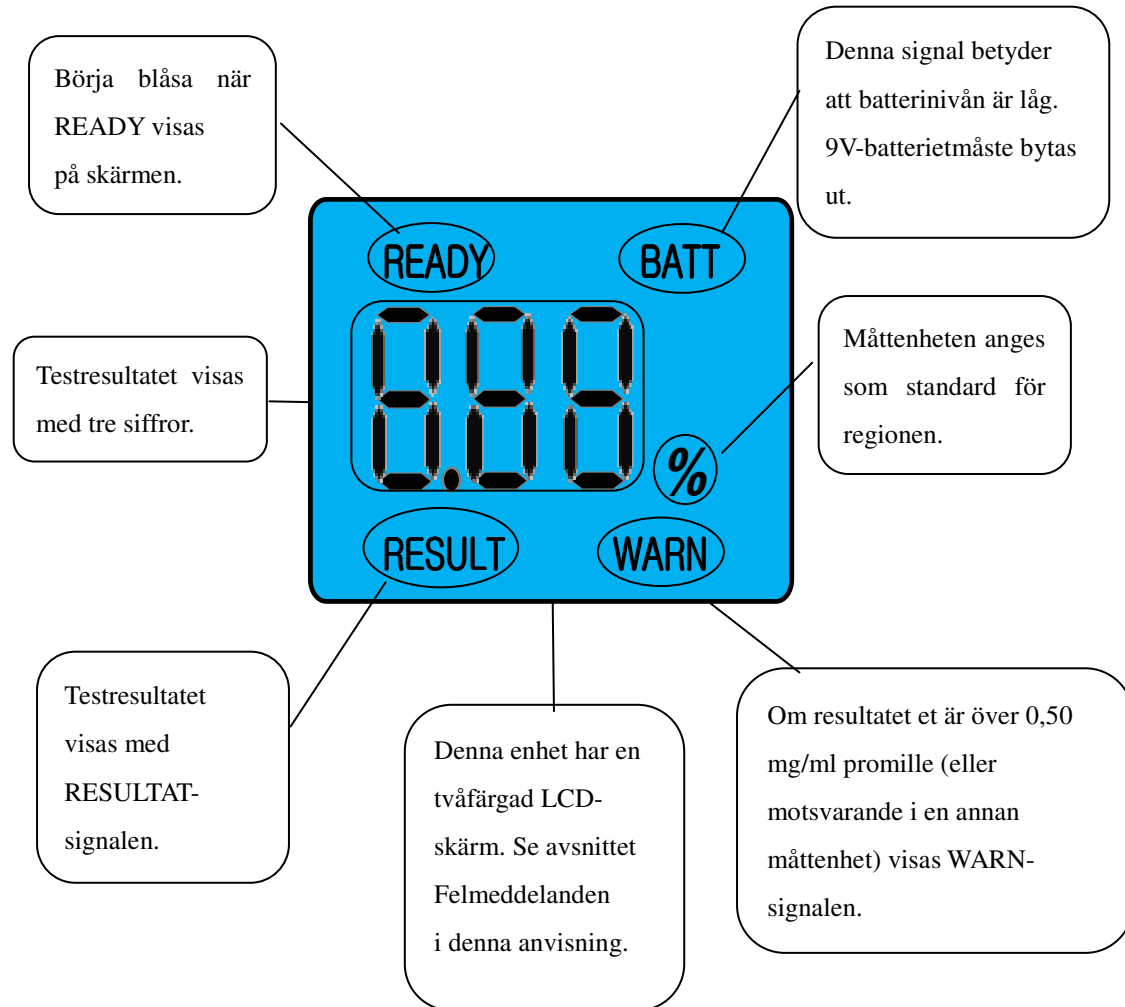 Börja blåsa när
READY visas
på skärmen.
Denna signal betyder
att batterinivån är låg.
9V-batterietmåste bytas
ut.
READY
BATT
Testresultatet visas
med tre siffror.
8.88
%
Måttenheten anges
som standard för
regionen.
RESULT
WARN
Testresultatet
visas med
RESULTAT-
signalen.
Denna enhet har en
tvåfärgad LCD-
skärm. Se avsnittet
Felmeddelanden
i denna anvisning.
Om resultatet et är över 0,50
mg/ml promille (eller
motsvarande i en annan
måttenhet) visas WARN-
signalen.